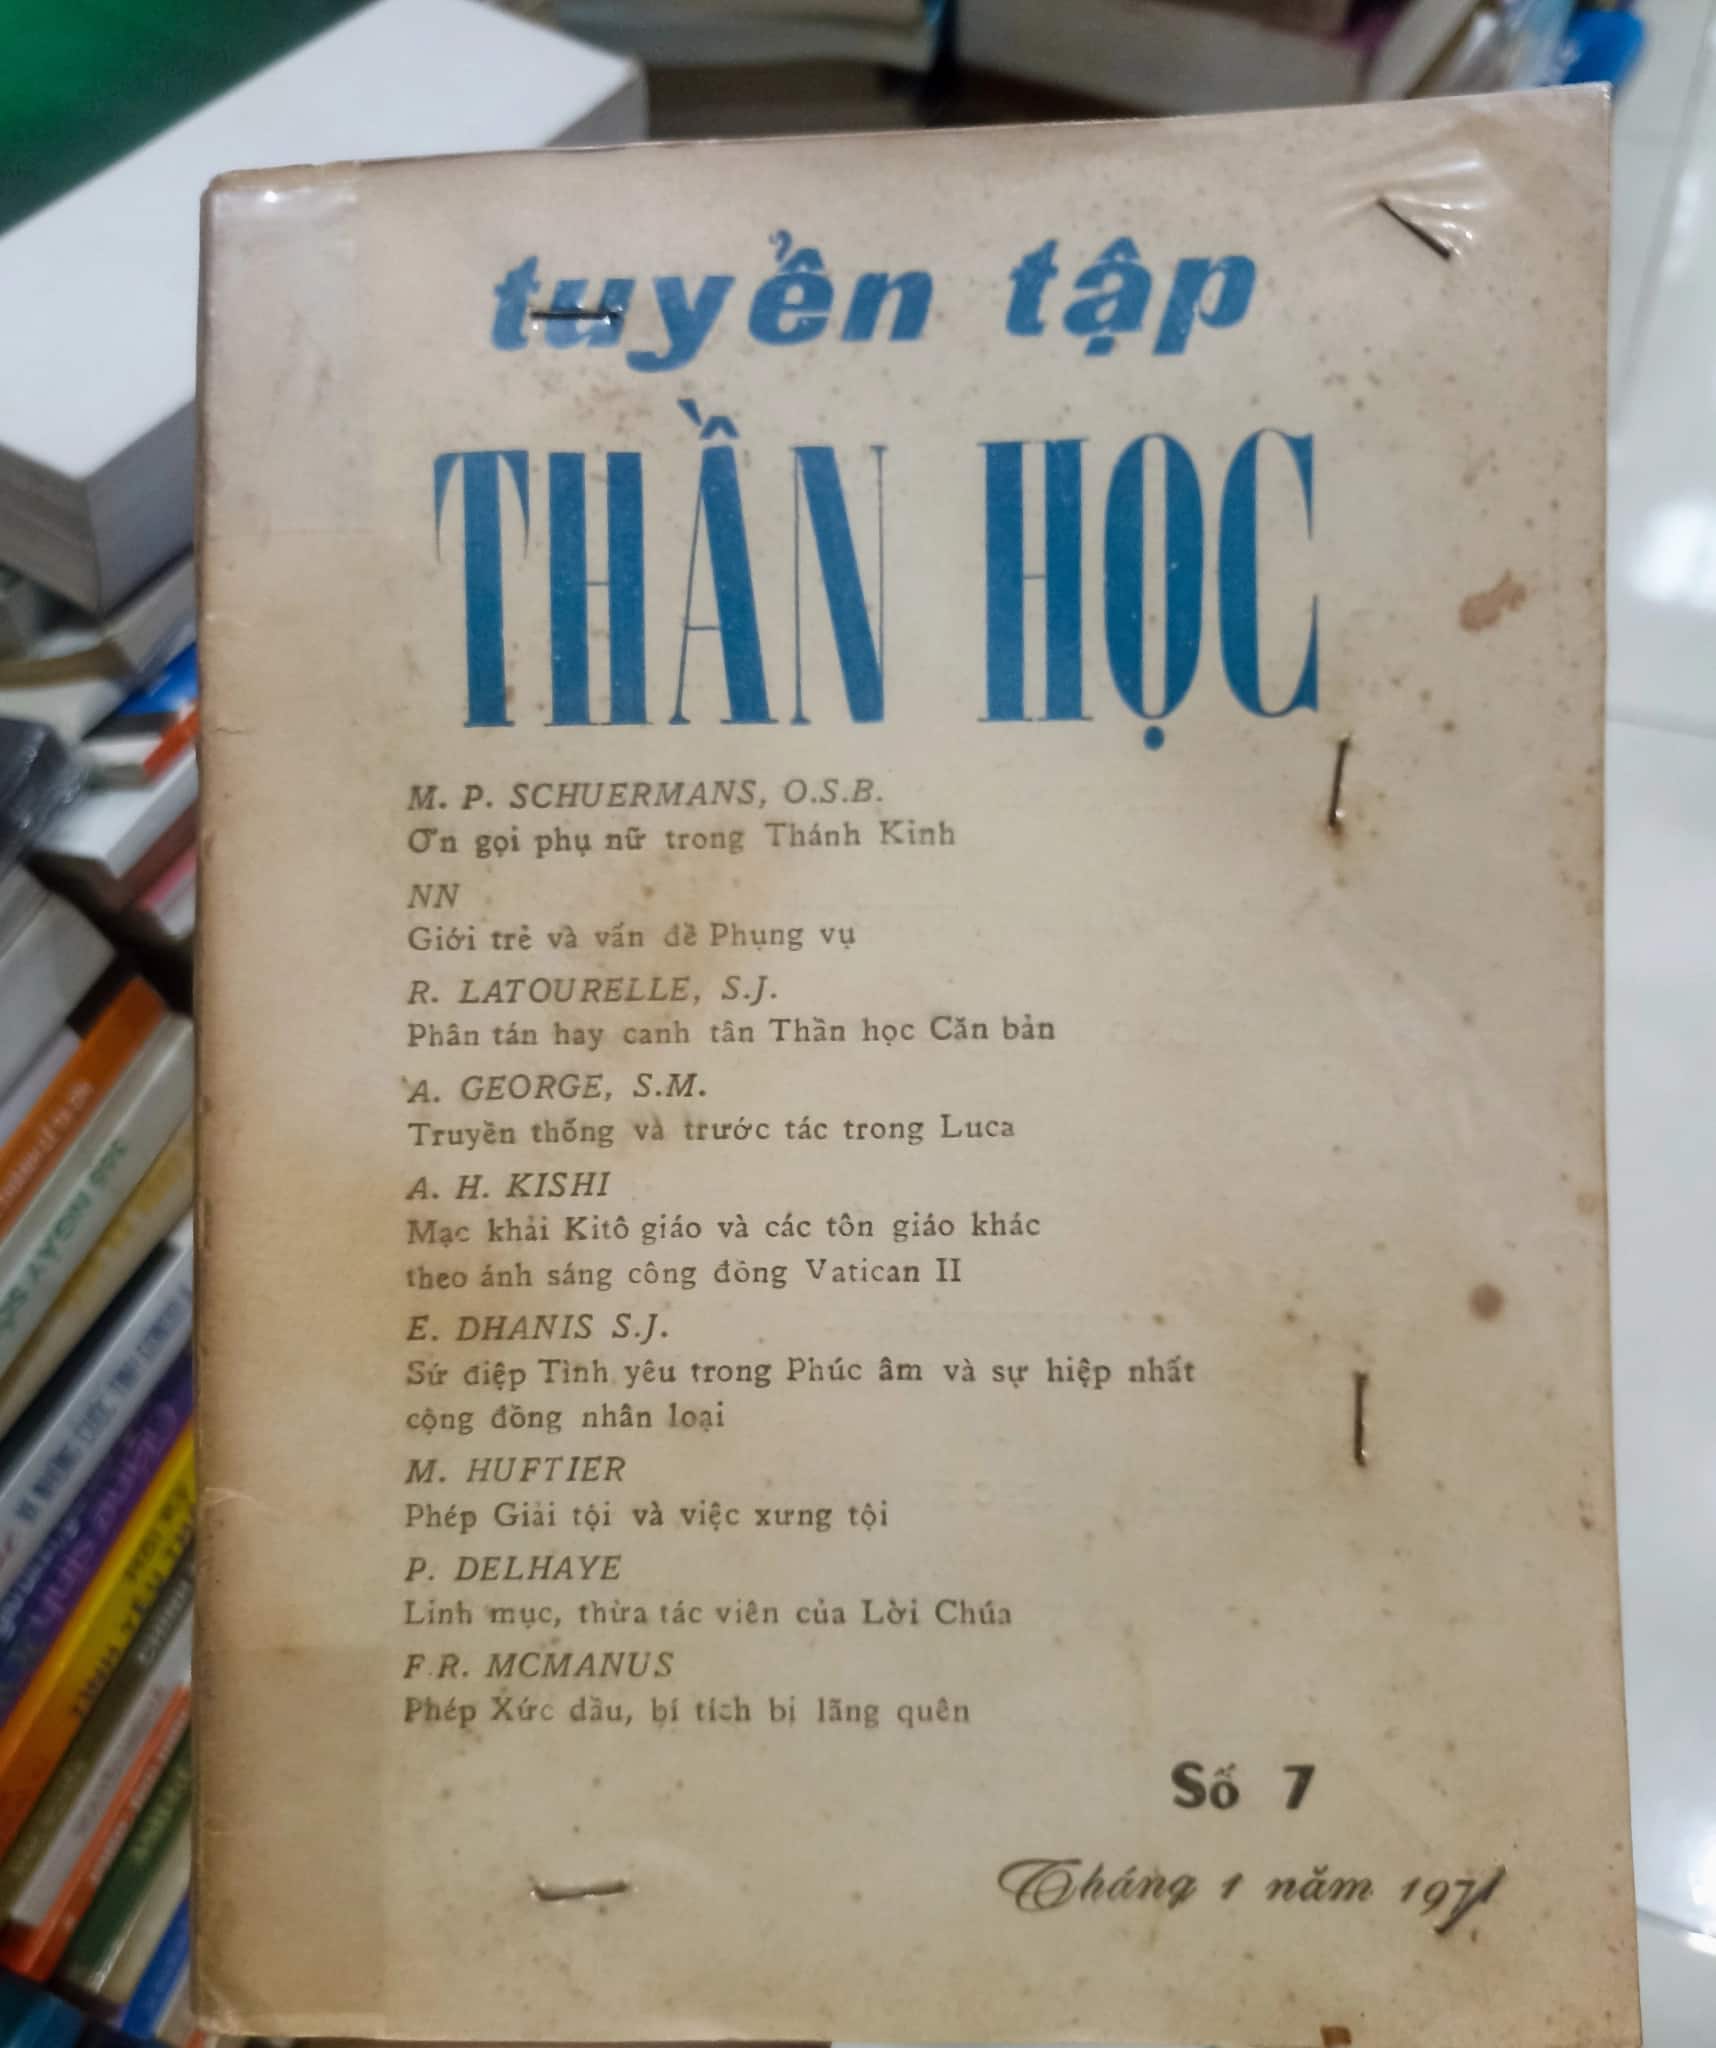 tuyển tập
THẦN HỌC
M. P. SCHUERMANS, O.S.B.
Ơn gọi phụ nữ trong Thánh Kinh
NN
Giới trẻ và vấn đề Phụng vụ
R. LATOURELLE, S.J.
Phân tán hay canh tân Thần học Căn bản
A. GEORGE, S.M.
Truyền thống và trước tác trong Luca
A. H. KISHI
Mạc khải Kitô giáo và các tôn giáo khác
theo ánh sáng công đồng Vatican II
E. DHANIS S.J.
Sứ điệp Tình yêu trong Phúc âm và sự hiệp nhất
cộng đồng nhân loại
M. HUFTIER
Phép Giải tội và việc xưng tội
P. DELHAYE
Linh mục, thừa tác viên của Lời Chúa
F.R. MCMANUS
Phép Xức dầu, bí tích bị lãng quên
Số 7
Tháng 1 năm 1971